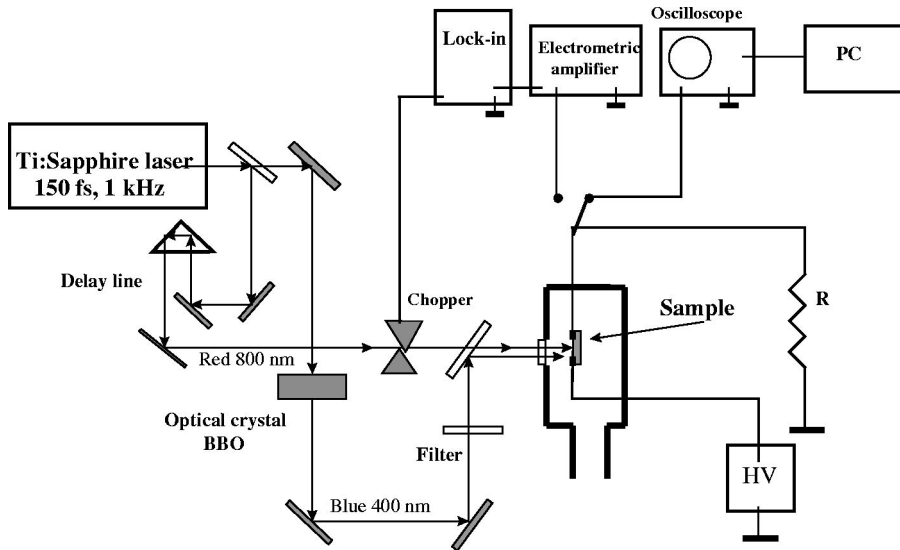 Oscilloscope
Lock-in
Electrometric
amplifier
PC
Ti:Sapphire laser
150 fs, 1 kHz
Delay line
Chopper
Sample
R
Red 800 nm
Optical crystal
BBO
Filter
HV
Blue 400 nm